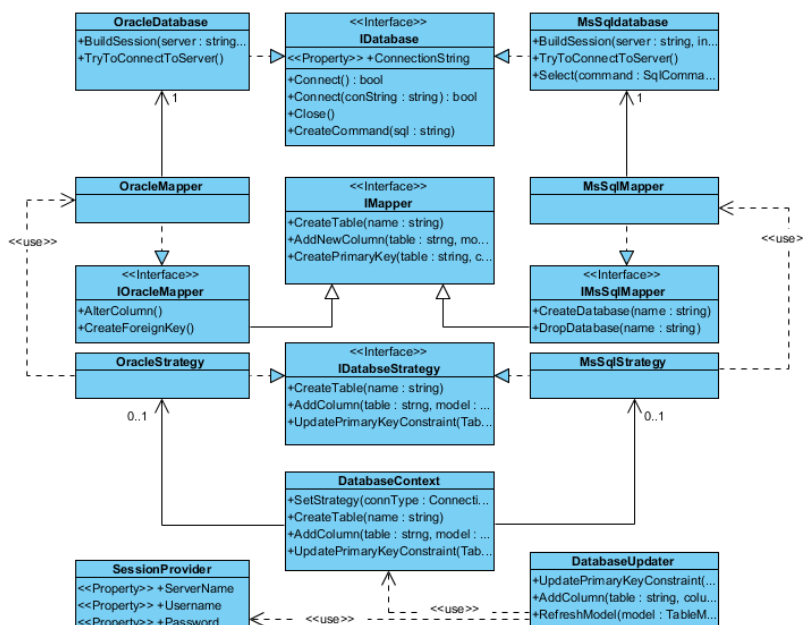 OracleDatabase
+BuildSession(server : string...
+TryToConnectToServer()
<<Interface>>
IDatabase
<<Property>> +ConnectionString
+Connect() : bool
+Connect(conString : string) : bool
+Close()
+CreateCommand(sql : string)
MsSqldatabase
+BuildSession(server : string, in...
+TryToConnectToServer()
+Select(command : SqlComma...
1
1
OracleMapper
<<Interface>>
IMapper
+CreateTable(name : string)
+AddNewColumn(table : strng, mo...
+CreatePrimaryKey(table : string, c...
MsSqlMapper
<<use>>
<<use>
<<Interface>>
IOracleMapper
+AlterColumn()
+CreateForeignKey()
<<Interface>>
IMsSqlMapper
+CreateDatabase(name : string)
+DropDatabase(name : string)
OracleStrategy
<<Interface>>
IDatabseStrategy
+CreateTable(name : string)
+AddColumn(table : strng, model : ...
+UpdatePrimaryKeyConstraint(Tab...
MsSqlStrategy
0..1
0..1
DatabaseContext
+SetStrategy(connType : Connecti...
+CreateTable(name : string)
+AddColumn(table : strng, model : ...
+UpdatePrimaryKeyConstraint(Tab...
SessionProvider
<<Property>> +ServerName
<<Property>> +Username
<<Property>> +Password
DatabaseUpdater
+UpdatePrimaryKeyConstraint(...
+AddColumn(table : string, colu...
+RefreshModel(model : TableM...
<<use>>
<<use>>